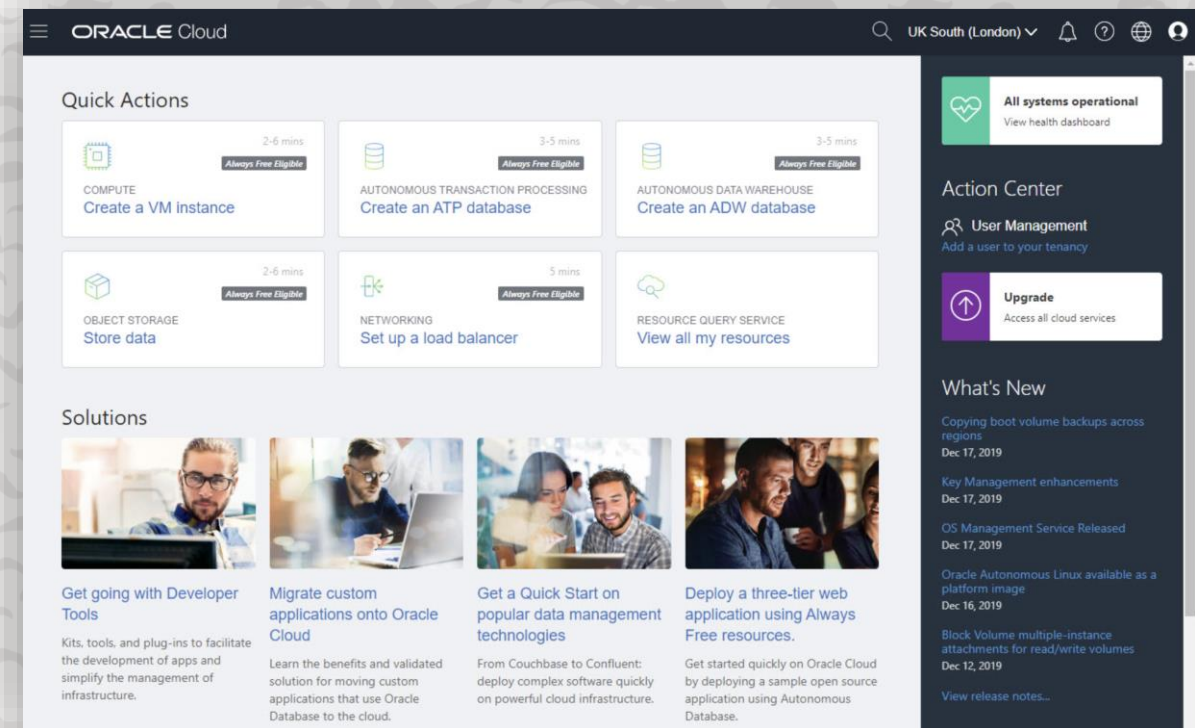 ORACLE Cloud
UK South (London)
Quick Actions
2-6 mins
Always Free Eligible
COMPUTE
Create a VM instance
3-5 mins
Always Free Eligible
AUTONOMOUS TRANSACTION PROCESSING
Create an ATP database
3-5 mins
Always Free Eligible
AUTONOMOUS DATA WAREHOUSE
Create an ADW database
2-6 mins
Always Free Eligible
OBJECT STORAGE
Store data
5 mins
Always Free Eligible
NETWORKING
Set up a load balancer
RESOURCE QUERY SERVICE
View all my resources
Solutions
Get going with Developer
Tools
Kits, tools, and plug-ins to facilitate
the development of apps and
simplify the management of
infrastructure.
Migrate custom
applications onto Oracle
Cloud
Learn the benefits and validated
solution for moving custom
applications that use Oracle
Database to the cloud.
Get a Quick Start on
popular data management
technologies
From Couchbase to Confluent:
deploy complex software quickly
on powerful cloud infrastructure.
Deploy a three-tier web
application using Always
Free resources.
Get started quickly on Oracle Cloud
by deploying a sample open source
application using Autonomous
Database.
All systems operational
View health dashboard
Action Center
User Management
Add a user to your tenancy
Upgrade
Access all cloud services
What's New
Copying boot volume backups across
regions
Dec 17, 2019
Key Management enhancements
Dec 17, 2019
OS Management Service Released
Dec 17, 2019
Oracle Autonomous Linux available as a
platform image
Dec 16, 2019
Block Volume multiple-instance
attachments for read/write volumes
Dec 12, 2019
View release notes...